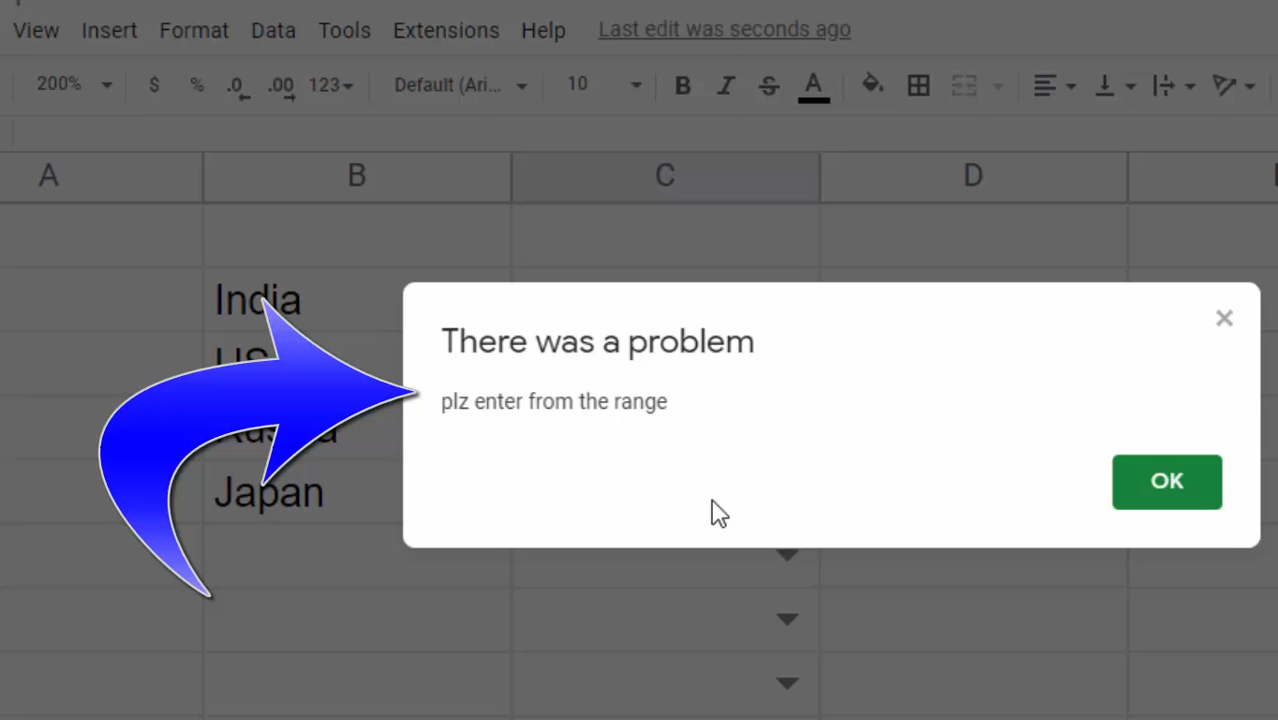 View Insert Format Data Tools Extensions Help Last edit was seconds ago
200% $ % .0 .00 123 Default (Ari... 10 B I S A
A B C D
India
There was a problem
plz enter from the range
Japan
OK